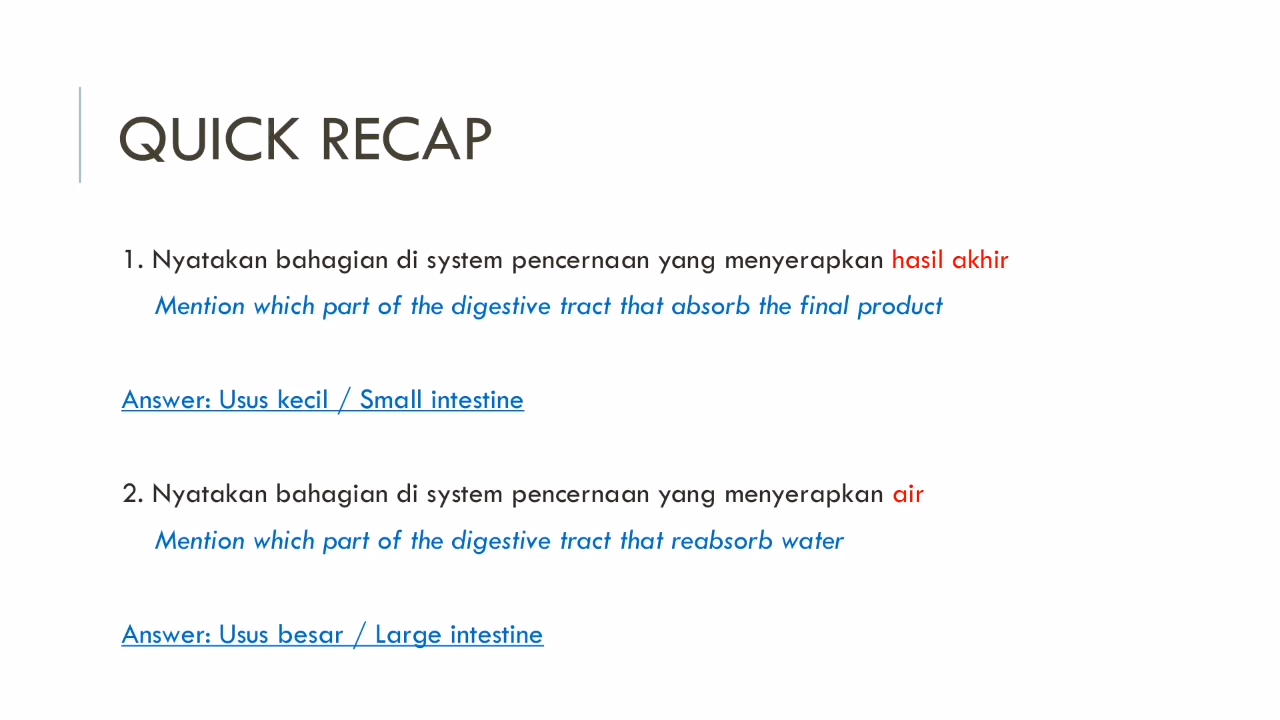 QUICK RECAP
1. Nyatakan bahagian di system pencernaan yang menyerapkan hasil akhir
Mention which part of the digestive tract that absorb the final product
Answer: Usus kecil / Small intestine
2. Nyatakan bahagian di system pencernaan yang menyerapkan air
Mention which part of the digestive tract that reabsorb water
Answer: Usus besar / Large intestine